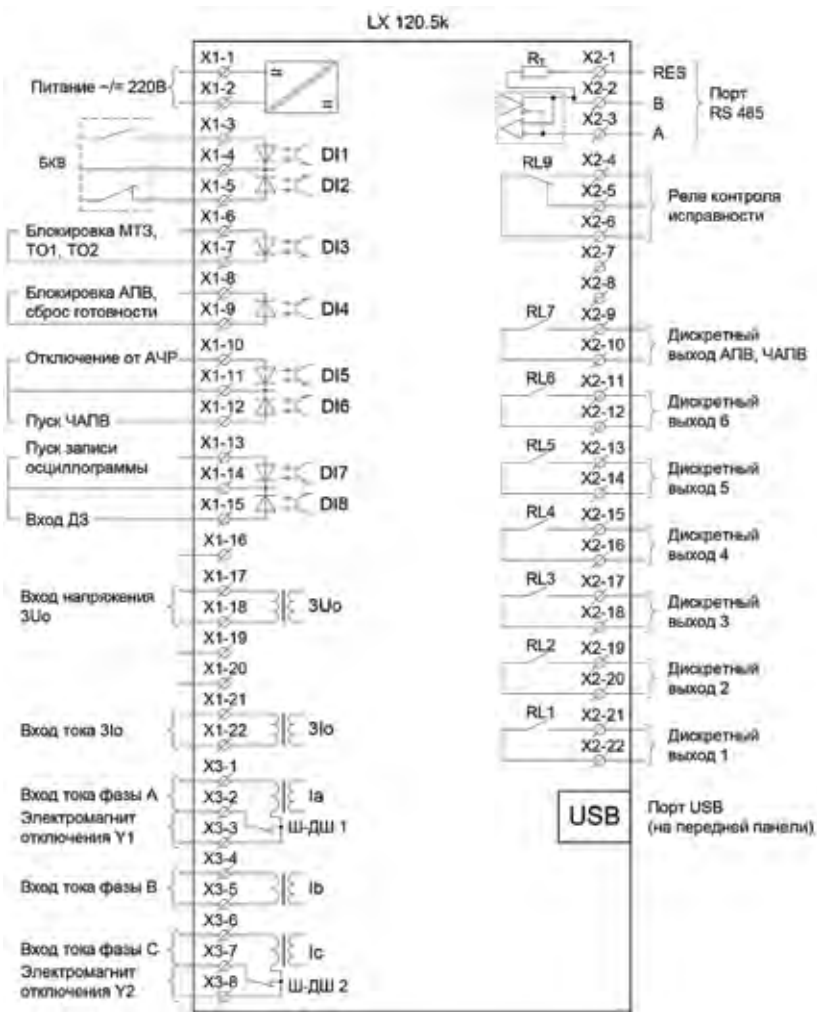 LX 120.5k
X1-1
Питание ~/= 220В
X1-2
X1-3
X1-4
DI1
БКВ
X1-5
DI2
X1-6
Блокировка МТЗ,
ТО1, ТО2
X1-7
DI3
X1-8
Блокировка АПВ,
сброс готовности
X1-9
DI4
X1-10
Отключение от АЧР
X1-11
DI5
X1-12
DI6
Пуск ЧАПВ
X1-13
Пуск записи
осциллограммы
X1-14
DI7
X1-15
DI8
Вход ДЗ
X1-16
X1-17
Вход напряжения
3Uo
X1-18
3Uo
X1-19
X1-20
X1-21
Вход тока 3Io
X1-22
3Io
X3-1
Вход тока фазы А
X3-2
Ia
Электромагнит
отключения Y1
X3-3
Ш-ДШ 1
X3-4
Вход тока фазы В
X3-5
Ib
X3-6
Вход тока фазы С
X3-7
Ic
Электромагнит
отключения Y2
X3-8
Ш-ДШ 2
Rт
X2-1
RES
X2-2
B
X2-3
A
Порт
RS 485
RL9
X2-4
X2-5
X2-6
Реле контроля
исправности
X2-7
X2-8
RL7
X2-9
X2-10
Дискретный
выход АПВ, ЧАПВ
RL6
X2-11
X2-12
Дискретный
выход 6
RL5
X2-13
X2-14
Дискретный
выход 5
RL4
X2-15
X2-16
Дискретный
выход 4
RL3
X2-17
X2-18
Дискретный
выход 3
RL2
X2-19
X2-20
Дискретный
выход 2
RL1
X2-21
X2-22
Дискретный
выход 1
USB
Порт USB
(на передней панели)